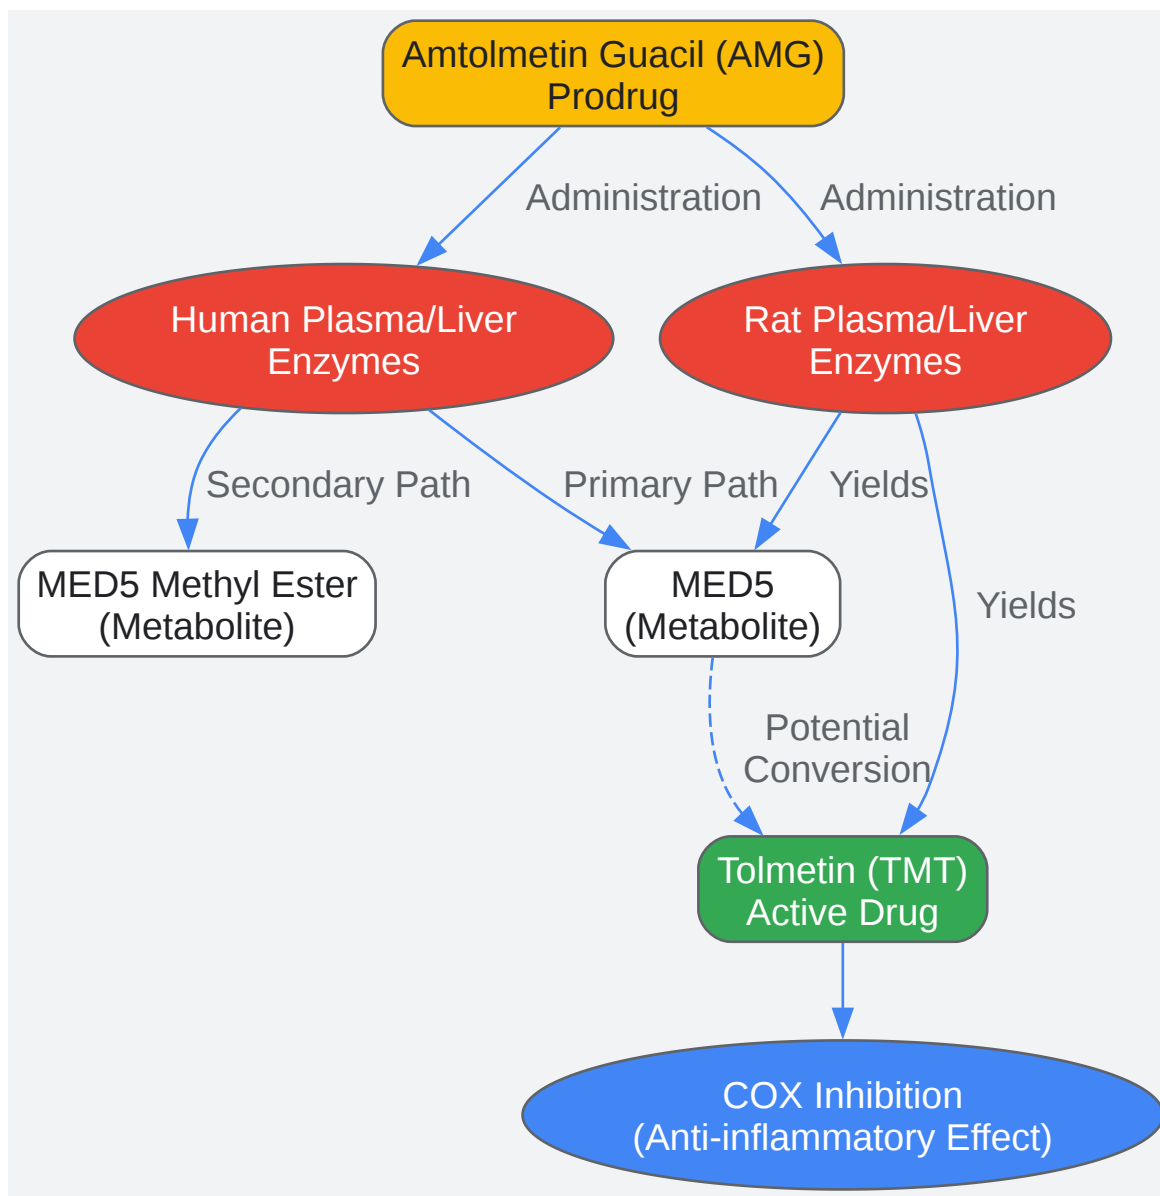 Amtolmetin Guacil (AMG)
Prodrug
Administration
Administration
Human Plasma/Liver
Enzymes
Rat Plasma/Liver
Enzymes
Secondary Path
Primary Path
Yields
MED5 Methyl Ester
(Metabolite)
MED5
(Metabolite)
Yields
Potential
Conversion
Tolmetin (TMT)
Active Drug
COX Inhibition
(Anti-inflammatory Effect)